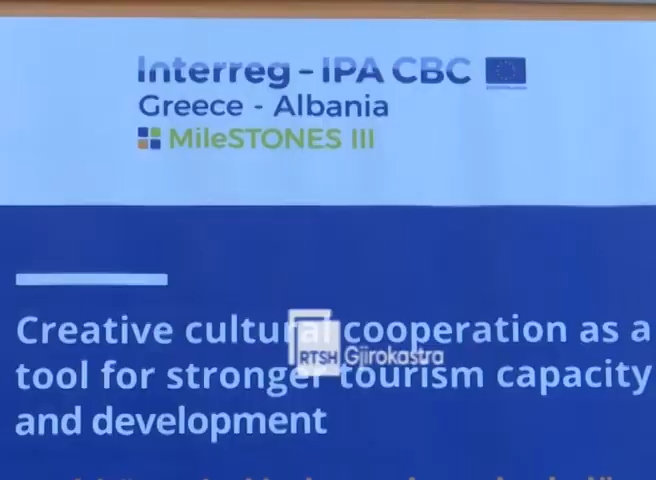 Interreg - IPA CBC
Greece - Albania
MileSTONES III
Creative cultural cooperation as a
tool for stronger tourism capacity
and development
RTSH Gjirokastra